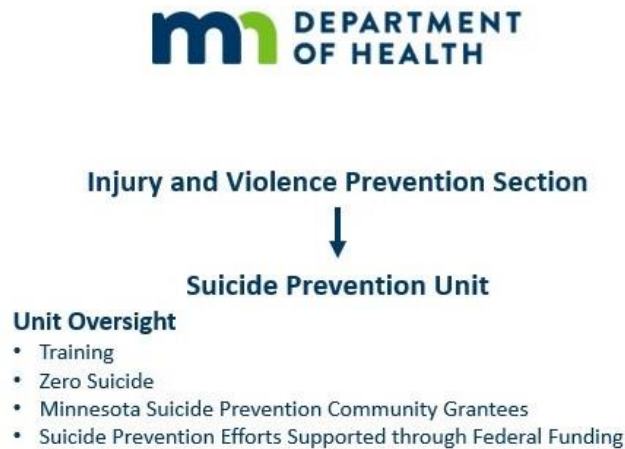 mn DEPARTMENT
OF HEALTH
Injury and Violence Prevention Section
Suicide Prevention Unit
Unit Oversight
• Training
• Zero Suicide
• Minnesota Suicide Prevention Community Grantees
• Suicide Prevention Efforts Supported through Federal Funding